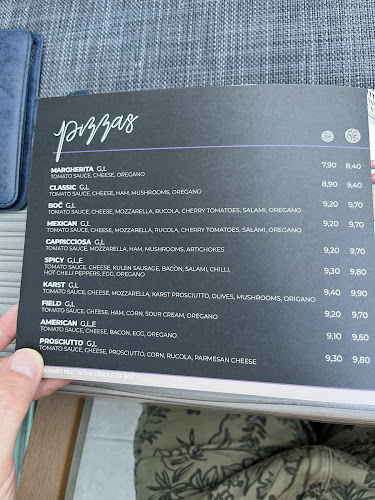 pizzas
MARGHERITA G,L 7,90 8,40
TOMATO SAUCE, CHEESE, OREGANO
CLASSIC G,L 8,90 9,40
TOMATO SAUCE, CHEESE, HAM, MUSHROOMS, OREGANO
BOČ G,L 9,20 9,70
TOMATO SAUCE, CHEESE, MOZZARELLA, RUCOLA, CHERRY TOMATOES, SALAMI, OREGANO
MEXICAN G,L 9,20 9,70
TOMATO SAUCE, CHEESE, MOZZARELLA, RUCOLA, CHERRY TOMATOES, SALAMI, OREGANO
CAPRICCIOSA G,L 9,20 9,70
TOMATO SAUCE, MOZZARELLA, HAM, MUSHROOMS, ARTICHOKES
SPICY G,L,E 9,30 9,80
TOMATO SAUCE, CHEESE, KULEN SAUSAGE, BACON, SALAMI, CHILLI,
HOT CHILLI PEPPERS, EGG, OREGANO
KARST G,L 9,40 9,90
TOMATO SAUCE, CHEESE, MOZZARELLA, KARST PROSCIUTTO, OLIVES, MUSHROOMS, ORIGANO
FIELD G,L 9,20 9,70
TOMATO SAUCE, CHEESE, HAM, CORN, SOUR CREAM, OREGANO
AMERICAN G,L,E 9,10 9,60
TOMATO SAUCE, CHEESE, BACON, EGG, OREGANO
PROSCIUTTO G,L 9,30 9,80
TOMATO SAUCE, CHEESE, PROSCIUTTO, CORN, RUCOLA, PARMESAN CHEESE
NEST IN THE CRADLE OF